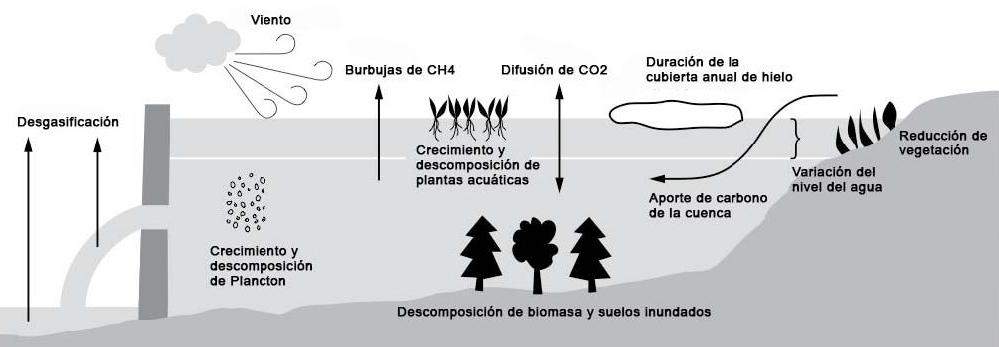 Viento
Burbujas de CH4
Difusión de CO2
Duración de la
cubierta anual de hielo
Desgasificación
Crecimiento y
descomposición de
plantas acuáticas
Reducción de
vegetación
Variación del
nivel del agua
Aporte de carbono
de la cuenca
Crecimiento y
descomposición
de Plancton
Descomposición de biomasa y suelos inundados